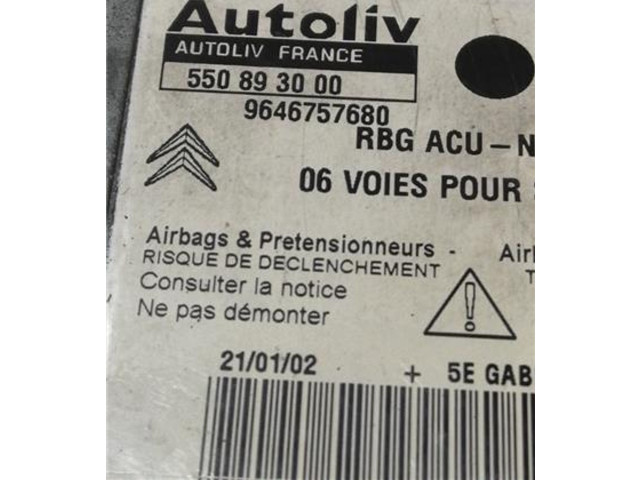 Autoliv
AUTOLIV FRANCE
550 89 30 00
9646757680
RBG ACU-N
06 VOIES POUR
Airbags & Pretensionneurs -
RISQUE DE DECLENCHEMENT
Consulter la notice
Ne pas démonter
21/01/02 + 5E GAB